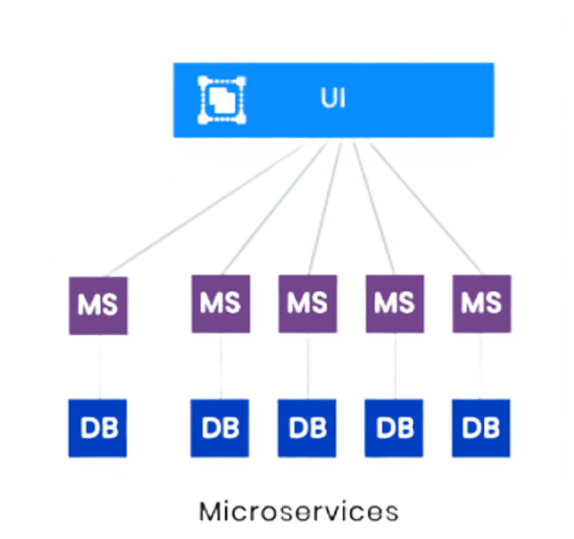 UI
MS MS MS MS MS
DB DB DB DB DB
Microservices